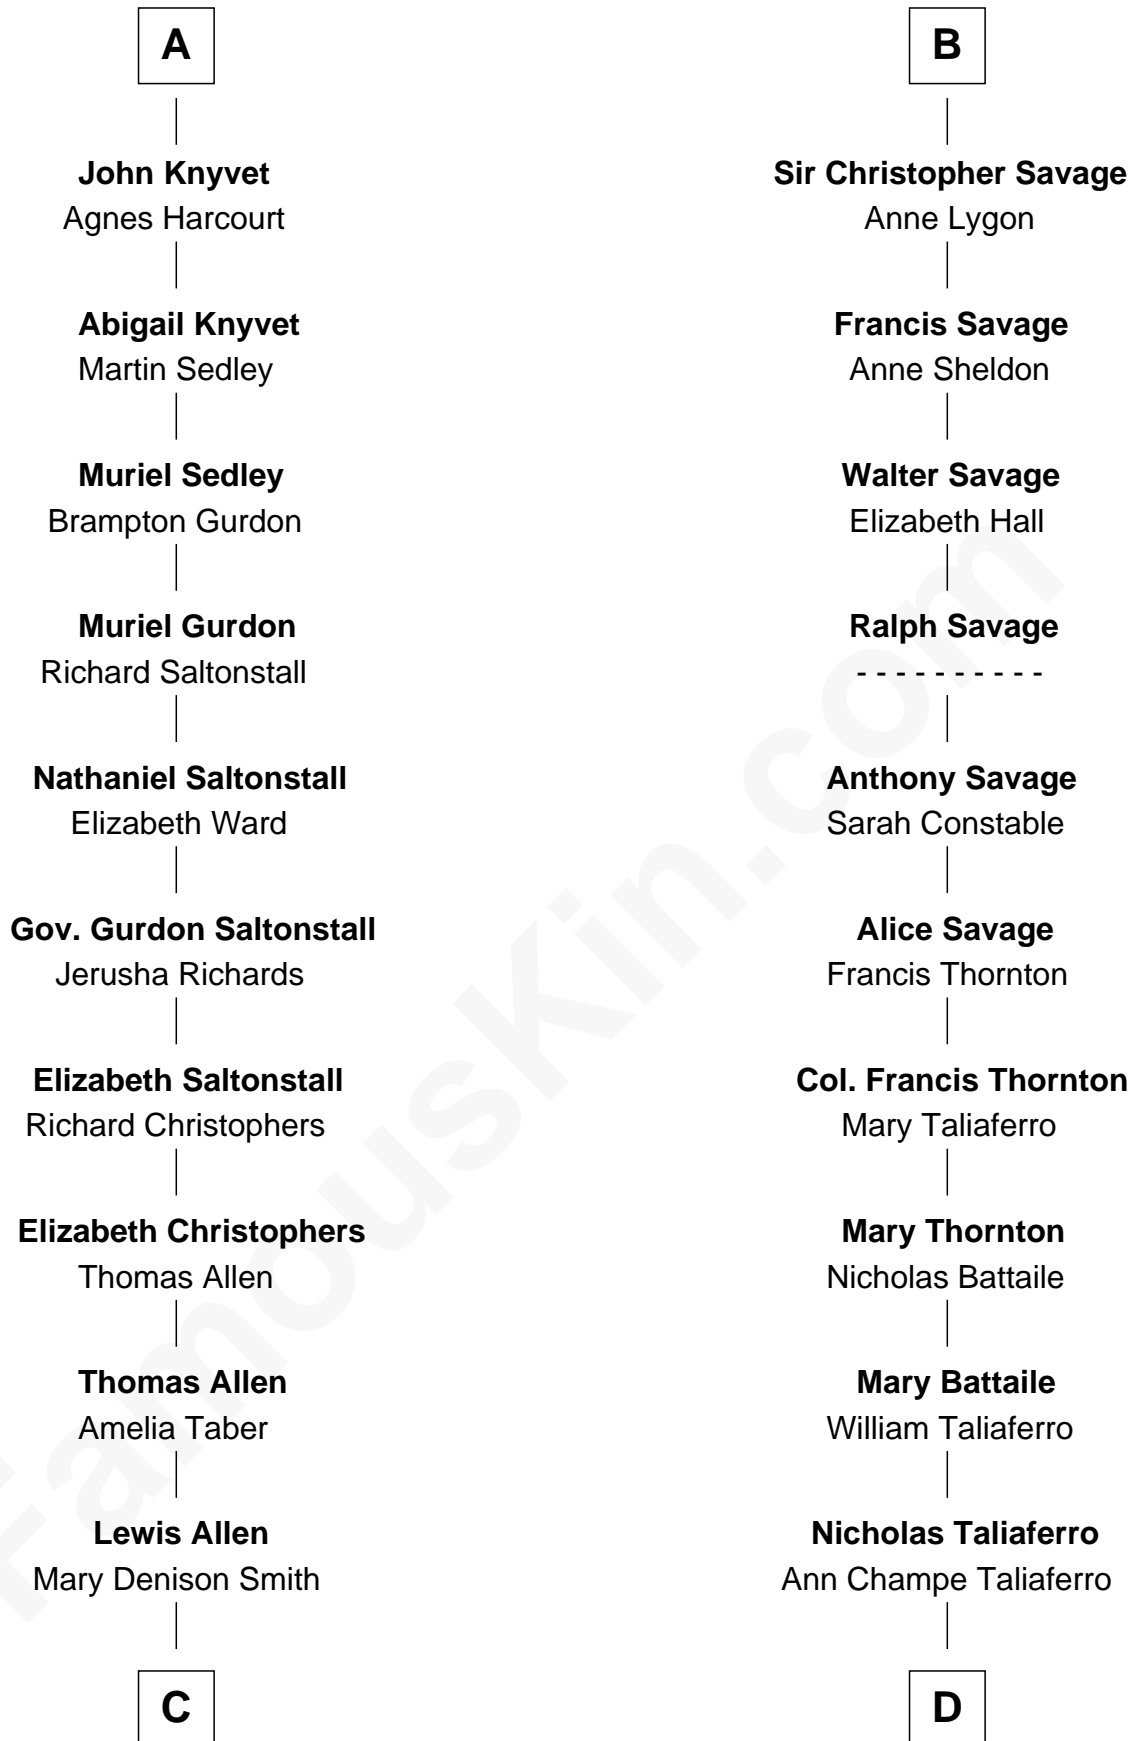 A
John Knyvet
Agnes Harcourt
Abigail Knyvet
Martin Sedley
Muriel Sedley
Brampton Gurdon
Muriel Gurdon
Richard Saltonstall
Nathaniel Saltonstall
Elizabeth Ward
Gov. Gurdon Saltonstall
Jerusha Richards
Elizabeth Saltonstall
Richard Christophers
Elizabeth Christophers
Thomas Allen
Thomas Allen
Amelia Taber
Lewis Allen
Mary Denison Smith
C
B
Sir Christopher Savage
Anne Lygon
Francis Savage
Anne Sheldon
Walter Savage
Elizabeth Hall
Ralph Savage
- - - - - - - - - -
Anthony Savage
Sarah Constable
Alice Savage
Francis Thornton
Col. Francis Thornton
Mary Taliaferro
Mary Thornton
Nicholas Battaile
Mary Battaile
William Taliaferro
Nicholas Taliaferro
Ann Champe Taliaferro
D
FamousKin.com